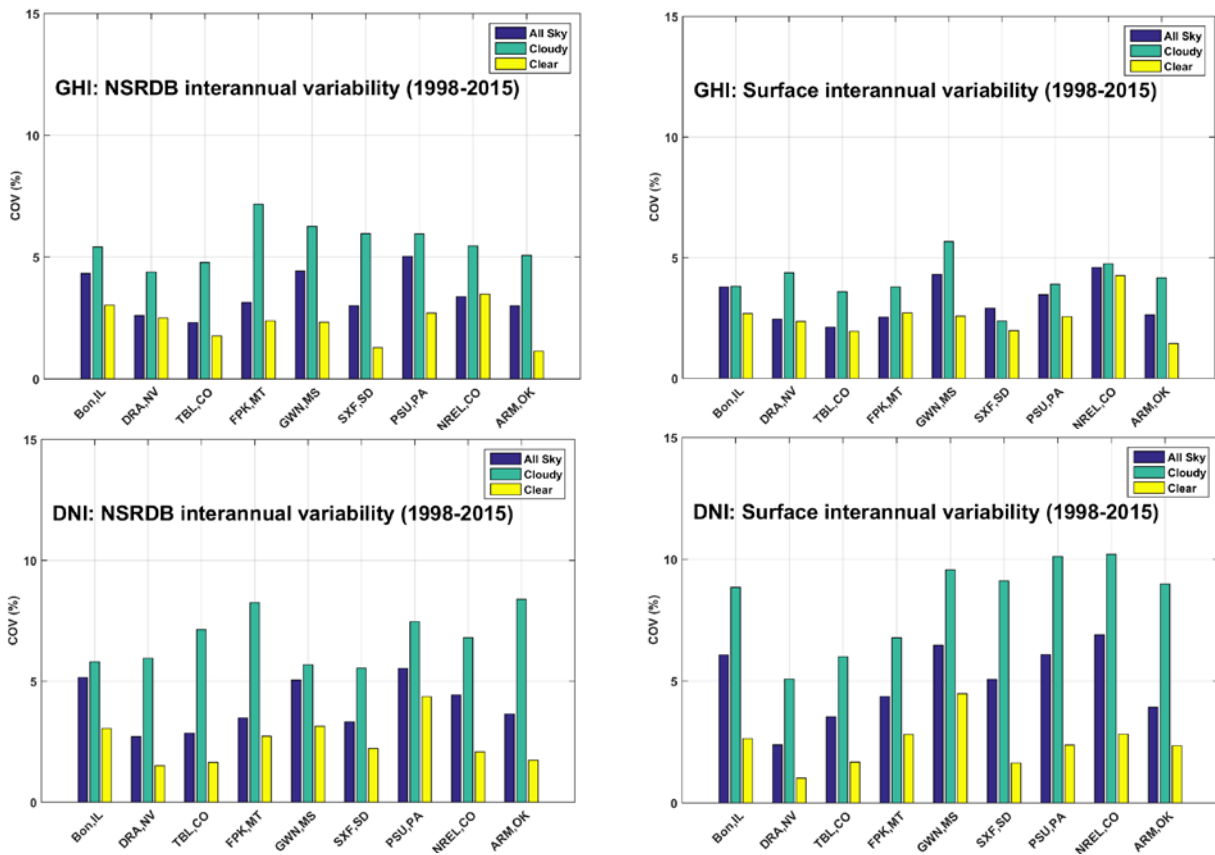 15
All Sky
Cloudy
Clear
GHI: NSRDB interannual variability (1998-2015)
10
COV (%)
5
0
Bon,IL
DRA,NV
TBL,CO
FPK,MT
GWN,MS
SXF,SD
PSU,PA
NREL,CO
ARM,OK
15
All Sky
Cloudy
Clear
GHI: Surface interannual variability (1998-2015)
10
COV (%)
5
0
Bon,IL
DRA,NV
TBL,CO
FPK,MT
GWN,MS
SXF,SD
PSU,PA
NREL,CO
ARM,OK
15
All Sky
Cloudy
Clear
DNI: NSRDB interannual variability (1998-2015)
10
COV (%)
5
0
Bon,IL
DRA,NV
TBL,CO
FPK,MT
GWN,MS
SXF,SD
PSU,PA
NREL,CO
ARM,OK
15
All Sky
Cloudy
Clear
DNI: Surface interannual variability (1998-2015)
10
COV (%)
5
0
Bon,IL
DRA,NV
TBL,CO
FPK,MT
GWN,MS
SXF,SD
PSU,PA
NREL,CO
ARM,OK